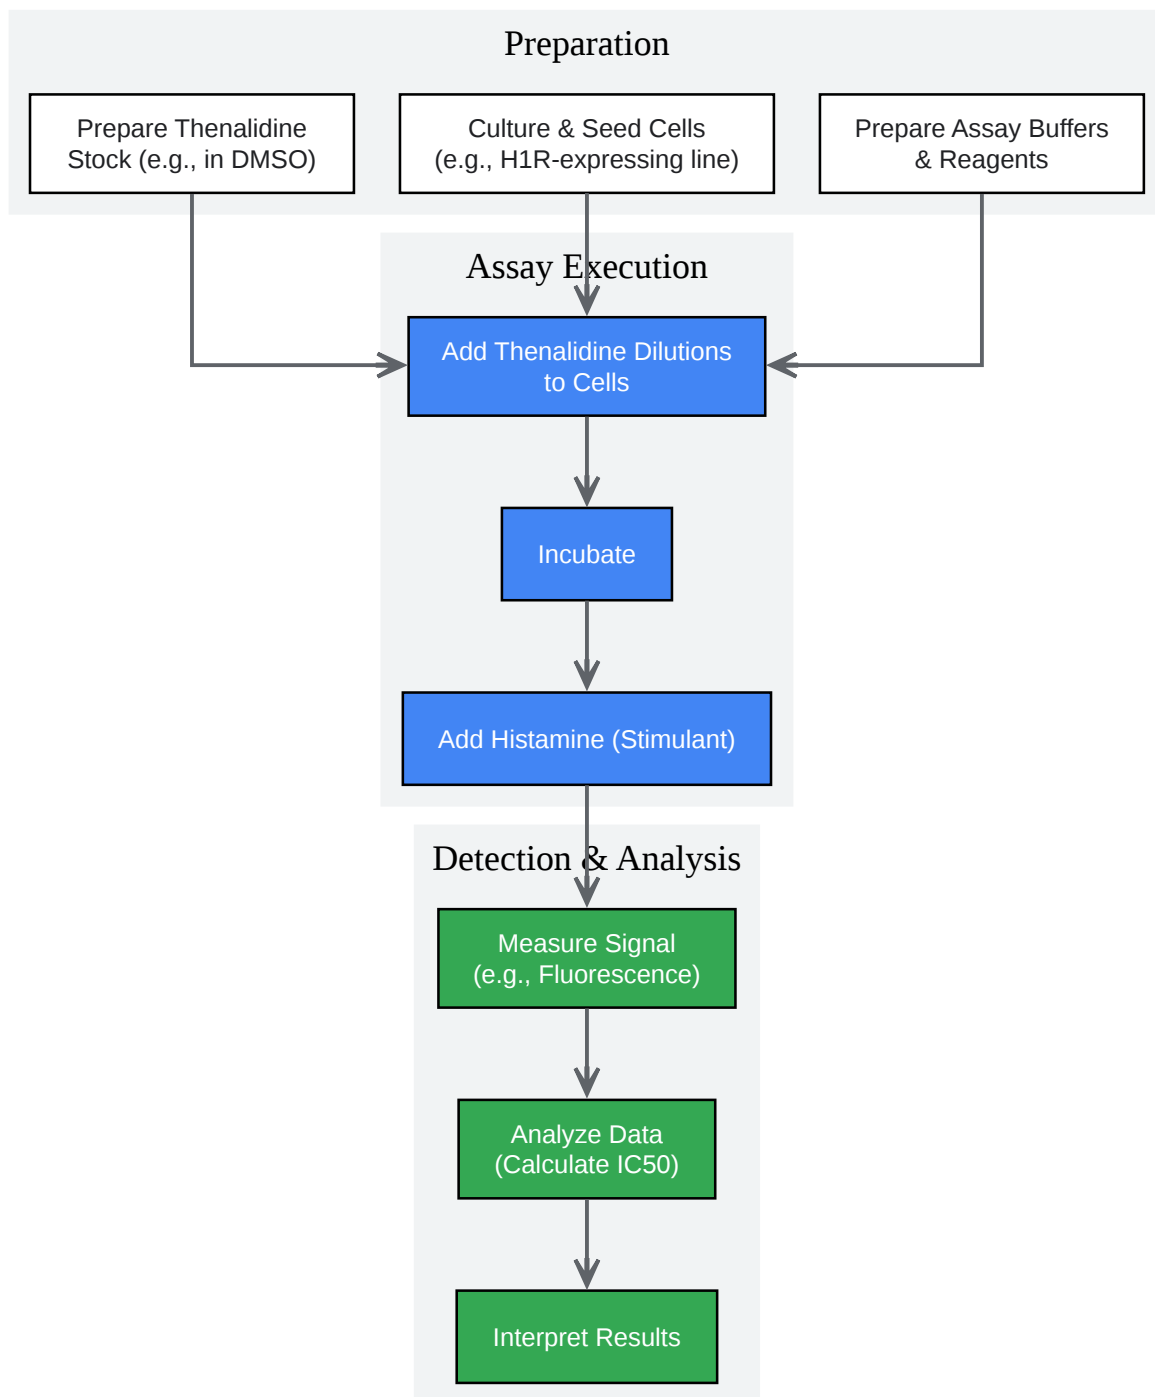 Preparation
Prepare Thenalidine
Stock (e.g., in DMSO)
Culture & Seed Cells
(e.g., H1R-expressing line)
Prepare Assay Buffers
& Reagents
Assay Execution
Add Thenalidine Dilutions
to Cells
Incubate
Add Histamine (Stimulant)
Detection & Analysis
Measure Signal
(e.g., Fluorescence)
Analyze Data
(Calculate IC50)
Interpret Results